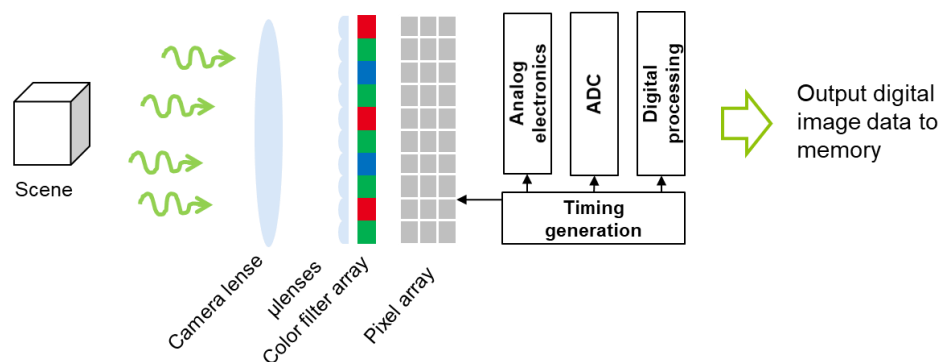 Scene
Camera lense
µlenses
Color filter array
Pixel array
Analog
electronics
ADC
Digital
processing
Timing
generation
Output digital
image data to
memory